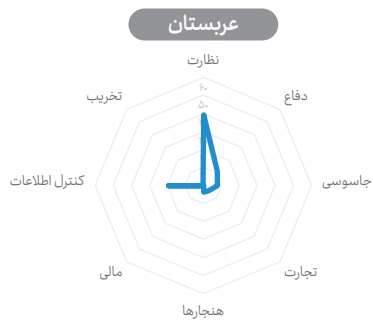 عربستان
نظارت
۶۰
تخریب
دفاع
۵۰
کنترل اطلاعات
جاسوسی
مالی
تجارت
هنجارها